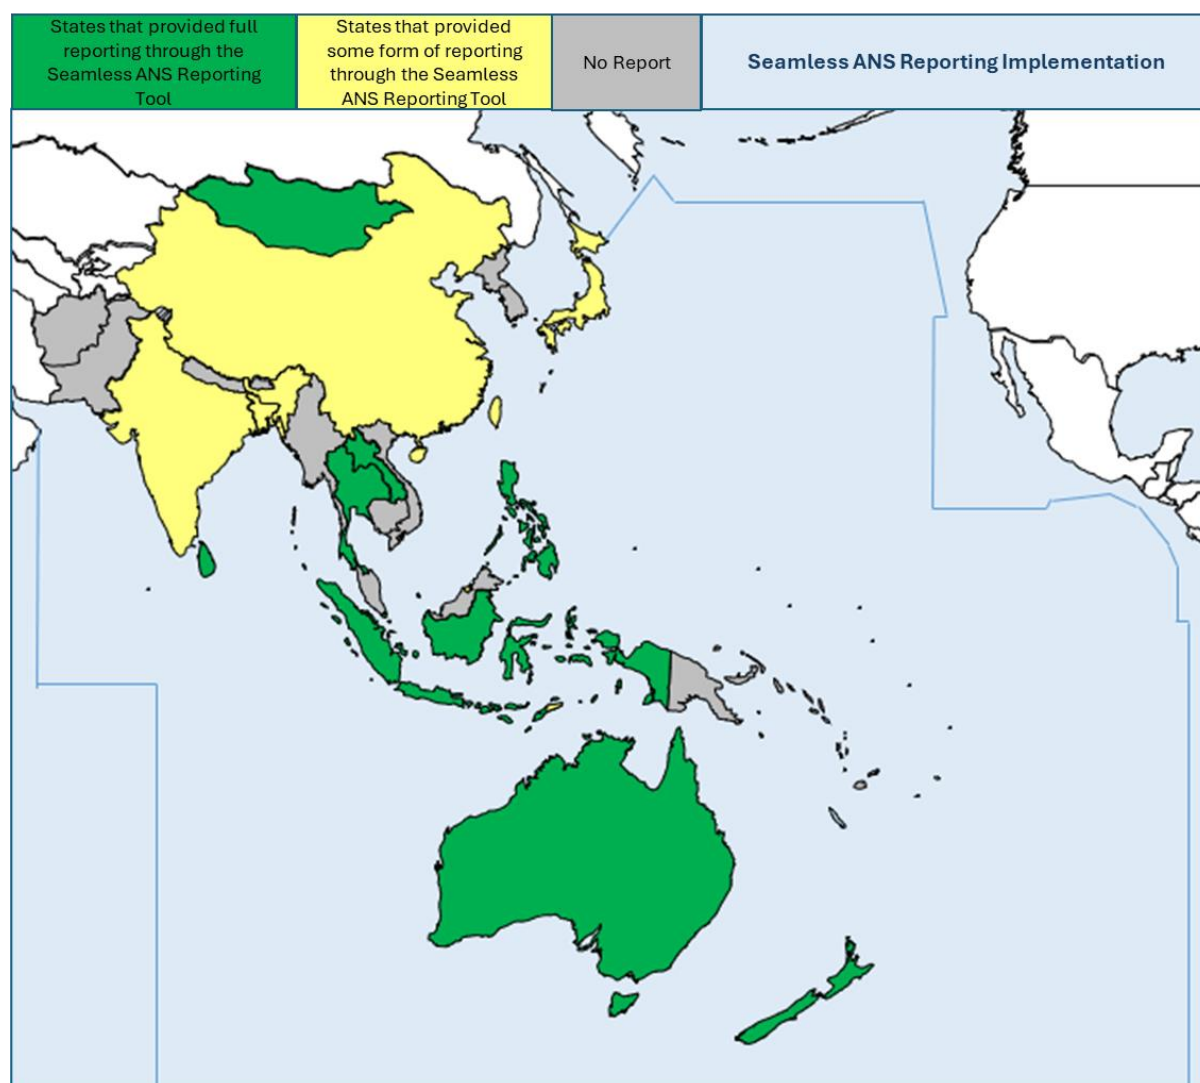 States that provided full
reporting through the
Seamless ANS Reporting
Tool
States that provided
some form of reporting
through the Seamless
ANS Reporting Tool
No Report
Seamless ANS Reporting Implementation